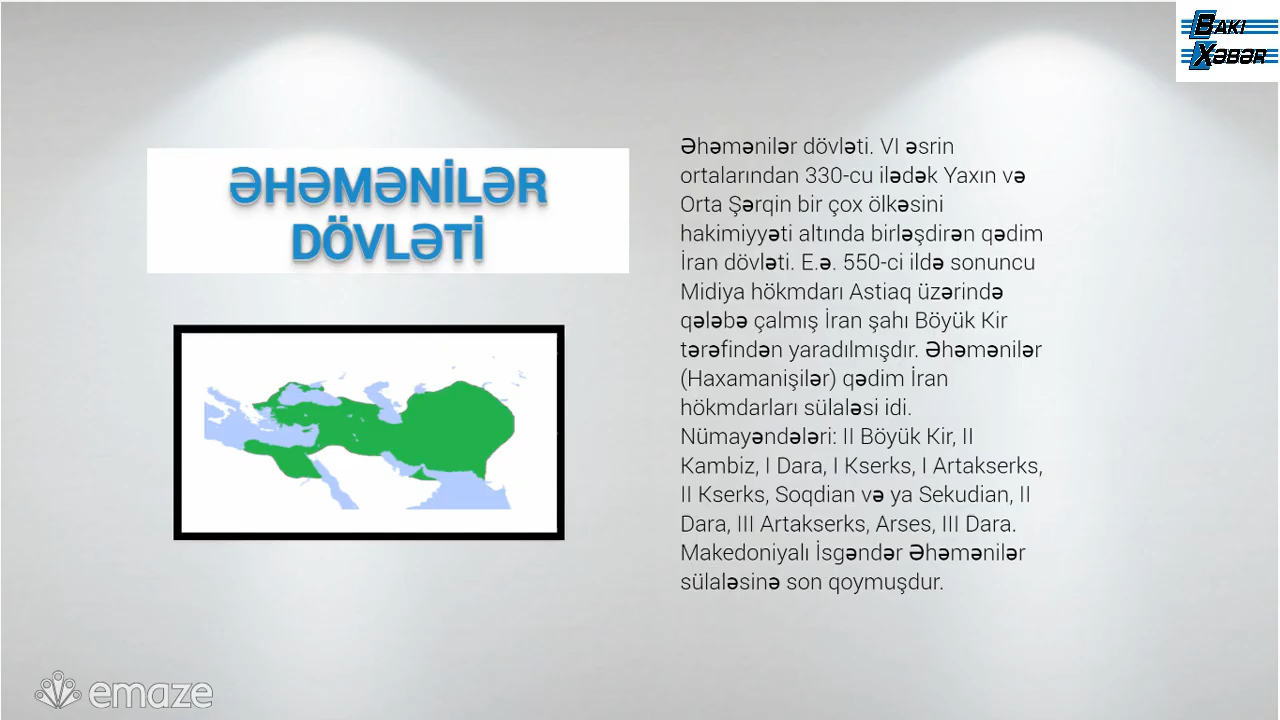 BAKI
XƏBƏR
ƏHƏMƏNİLƏR
DÖVLƏTİ
Əhəmənilər dövləti. VI əsrin
ortalarından 330-cu ilədək Yaxın və
Orta Şərqin bir çox ölkəsini
hakimiyyəti altında birləşdirən qədim
İran dövləti. E.ə. 550-ci ildə sonuncu
Midiya hökmdarı Astiaq üzərində
qələbə çalmış İran şahı Böyük Kir
tərəfindən yaradılmışdır. Əhəmənilər
(Haxamanişilər) qədim İran
hökmdarları sülaləsi idi.
Nümayəndələri: II Böyük Kir, II
Kambiz, I Dara, I Kserks, I Artakserks,
II Kserks, Soqdian və ya Sekudian, II
Dara, III Artakserks, Arses, III Dara.
Makedoniyalı İsgəndər Əhəmənilər
sülaləsinə son qoymuşdur.
emaze